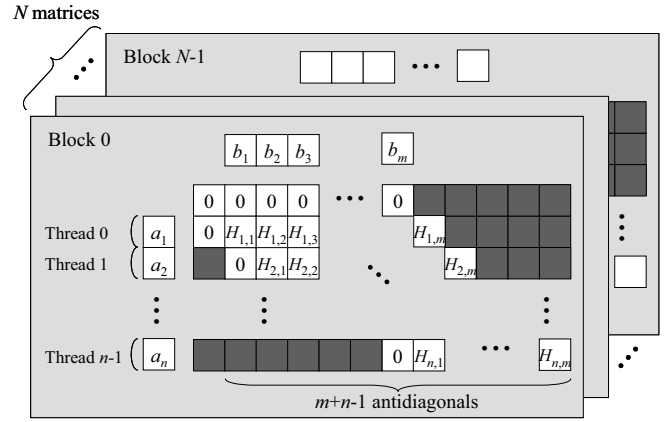 N matrices
Block N-1
...
Block 0
b1 b2 b3 bm
0 0 0 0 ... 0
Thread 0 a1 0 H1,1 H1,2 H1,3 H1,m
Thread 1 a2 0 H2,1 H2,2 H2,m
Thread n-1 an 0 Hn,1 ... Hn,m
m+n-1 antidiagonals